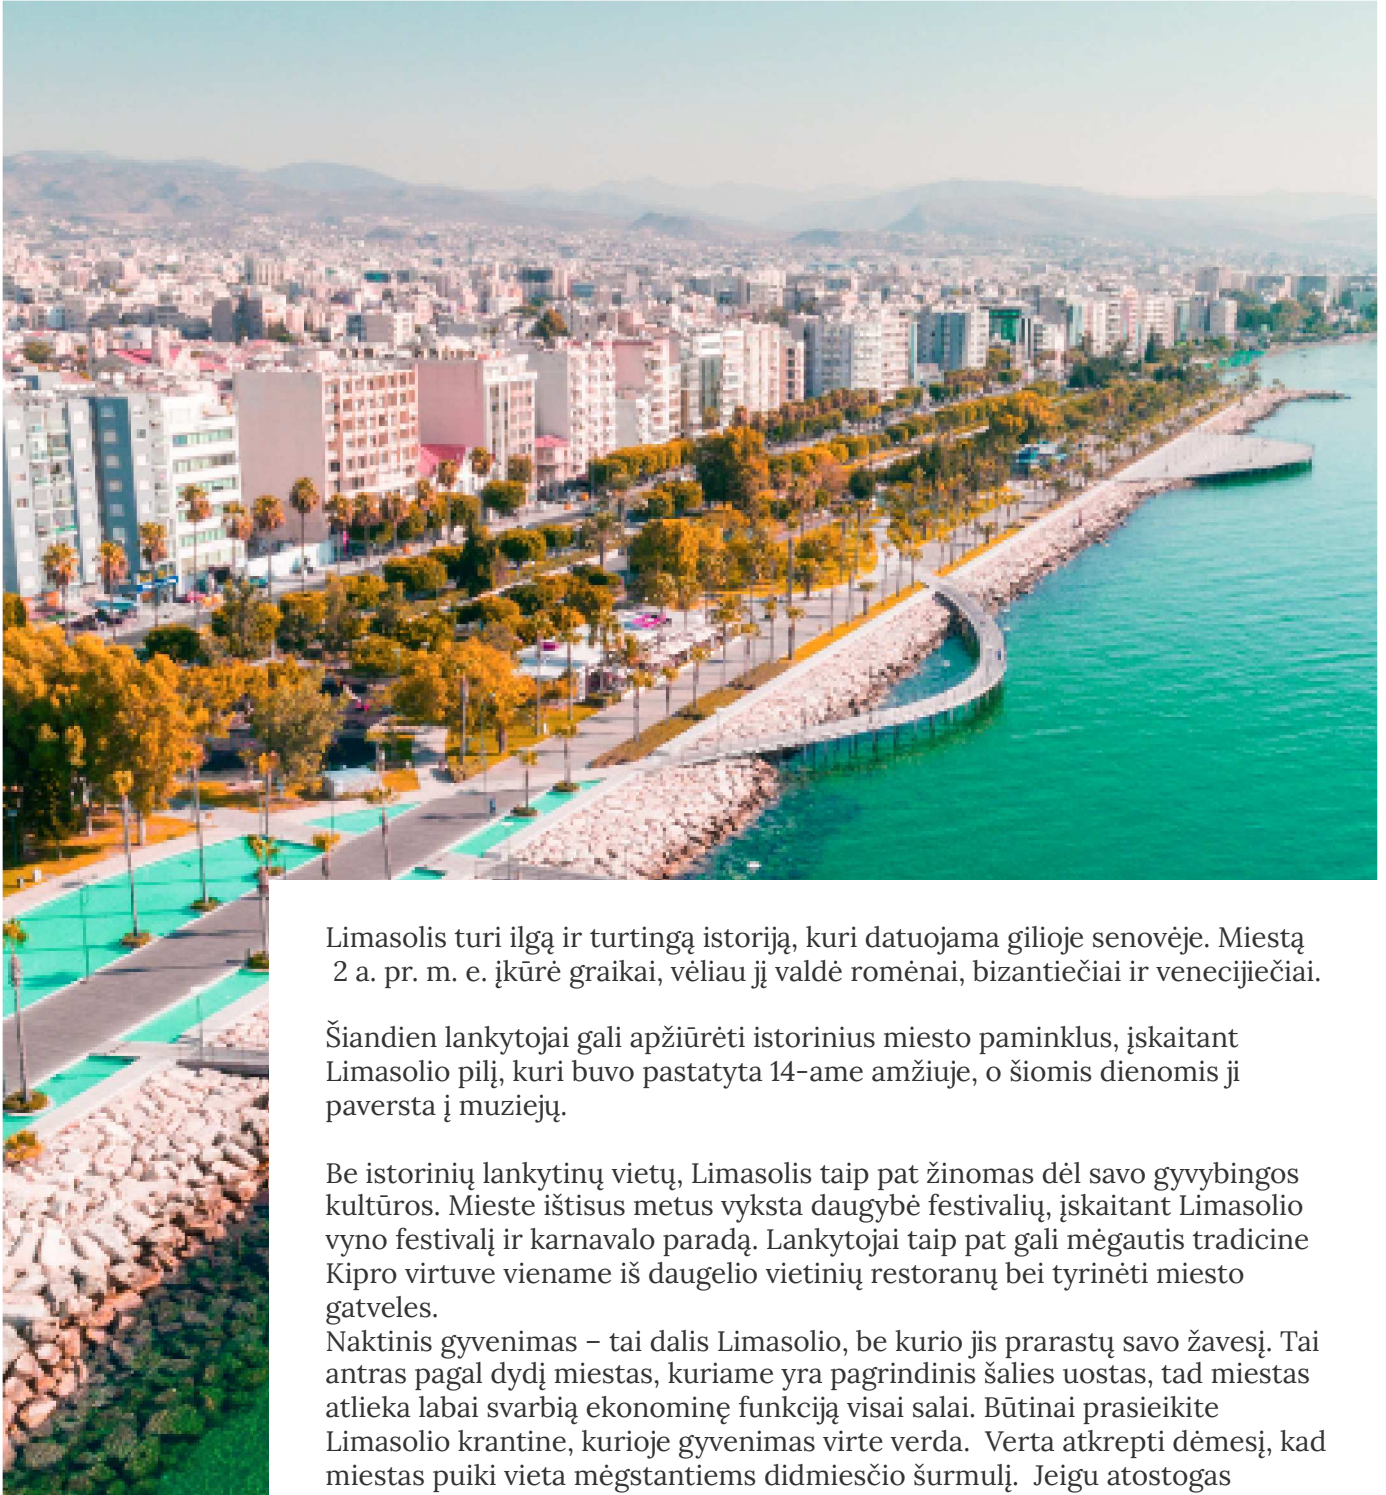 Limasolis turi ilgą ir turtingą istoriją, kuri datuojama gilioje senovėje. Miestą
2 a. pr. m. e. įkūrė graikai, vėliau jį valdė romėnai, bizantiečiai ir venecijiečiai.
Šiandien lankytojai gali apžiūrėti istorinius miesto paminklus, įskaitant
Limasolio pilį, kuri buvo pastatyta 14-ame amžiuje, o šiomis dienomis ji
paversta į muziejų.
Be istorinių lankytinų vietų, Limasolis taip pat žinomas dėl savo gyvybingos
kultūros. Mieste ištisus metus vyksta daugybė festivalių, įskaitant Limasolio
vyno festivalį ir karnavalo paradą. Lankytojai taip pat gali mėgautis tradicine
Kipro virtuve viename iš daugelio vietinių restoranų bei tyrinėti miesto
gatveles.
Naktinis gyvenimas – tai dalis Limasolio, be kurio jis prarastų savo žavesį. Tai
antras pagal dydį miestas, kuriame yra pagrindinis šalies uostas, tad miestas
atlieka labai svarbią ekonominę funkciją visai salai. Būtinai prasieikite
Limasolio krantine, kurioje gyvenimas virte verda.  Verta atkrepti dėmesį, kad
miestas puiki vieta mėgstantiems didmiesčio šurmulį.  Jeigu atostogas